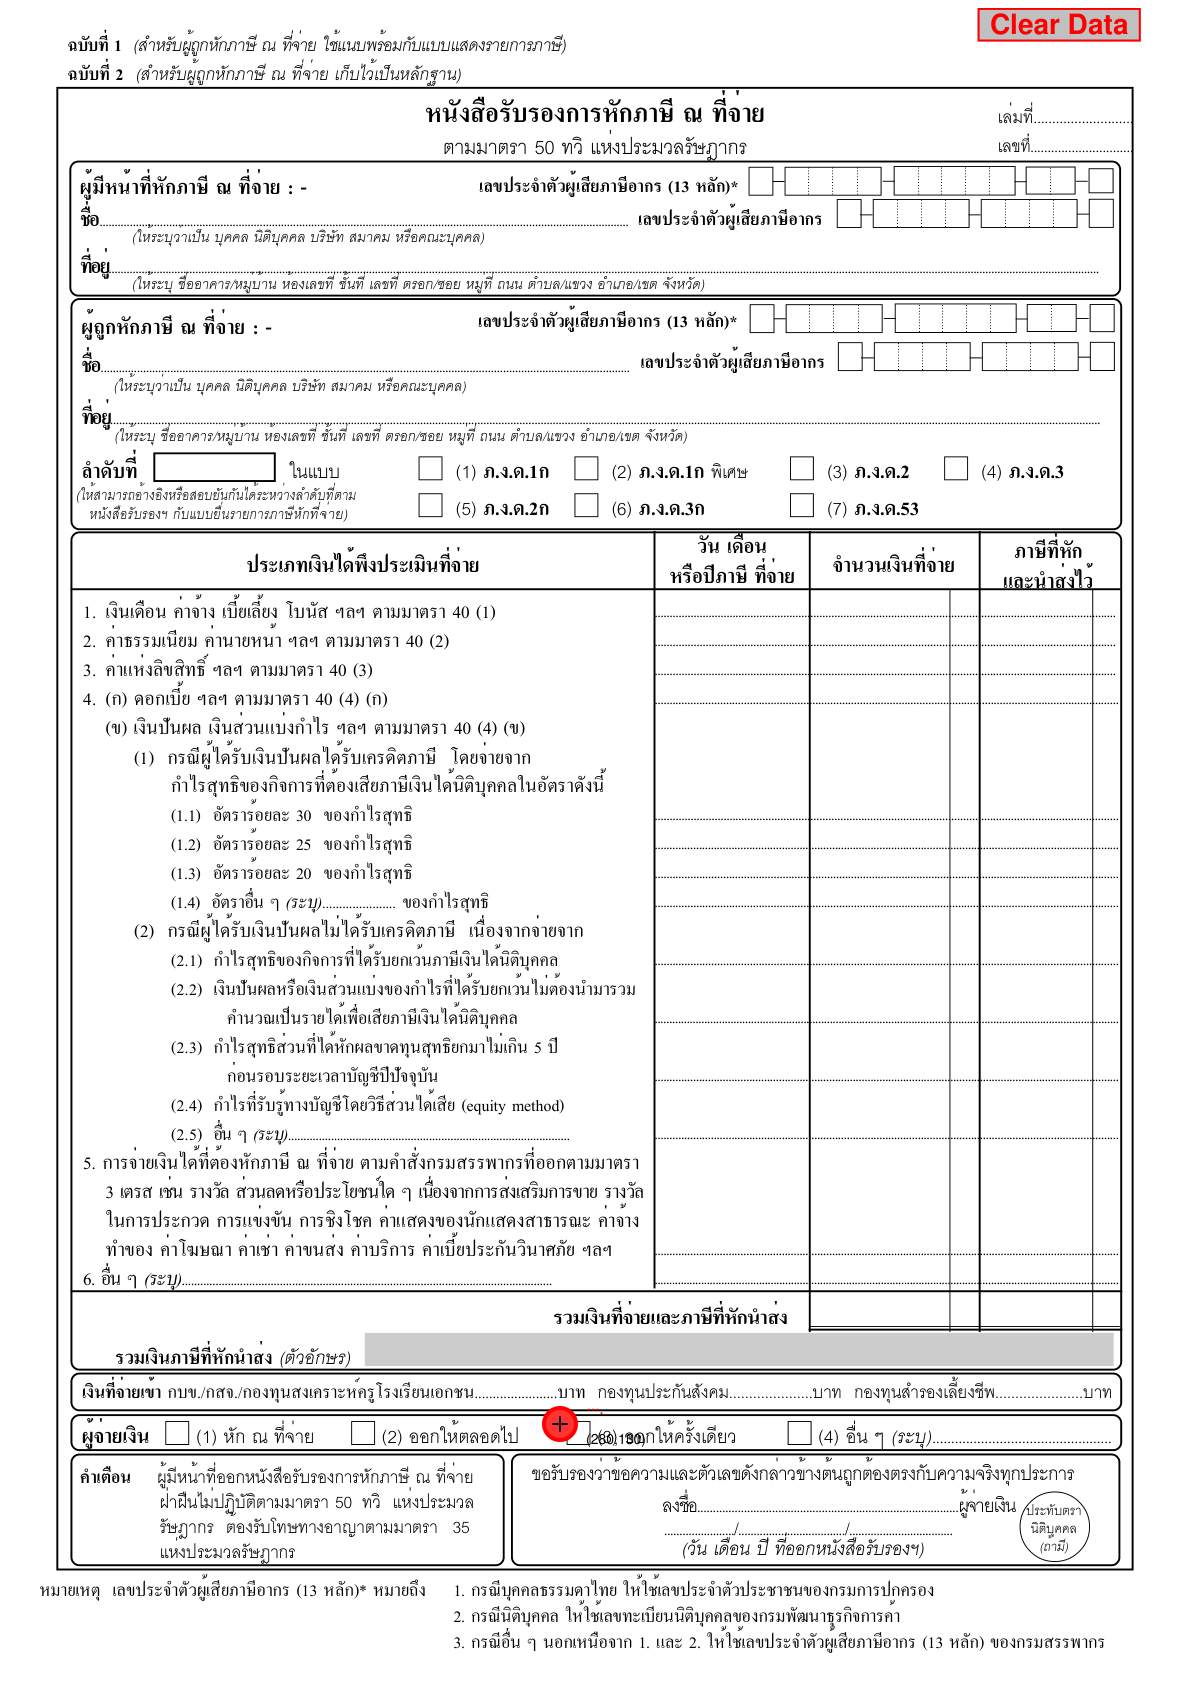 Clear Data
ฉบับที่ 1 (สำหรับผู้ถูกหักภาษี ณ ที่จ่าย ใช้แนบพร้อมกับแบบแสดงรายการภาษี)
ฉบับที่ 2 (สำหรับผู้ถูกหักภาษี ณ ที่จ่าย เก็บไว้เป็นหลักฐาน)
หนังสือรับรองการหักภาษี ณ ที่จ่าย
เล่มที่
ตามมาตรา 50 ทวิ แห่งประมวลรัษฎากร
เลขที่
ผู้มีหน้าที่หักภาษี ณ ที่จ่าย : - เลขประจำตัวผู้เสียภาษีอากร (13 หลัก)*
ชื่อ เลขประจำตัวผู้เสียภาษีอากร
(ให้ระบุว่าเป็น บุคคล นิติบุคคล บริษัท สมาคม หรือคณะบุคคล)
ที่อยู่
(ให้ระบุ ชื่ออาคาร/หมู่บ้าน ห้องเลขที่ ชั้นที่ เลขที่ ตรอก/ซอย หมู่ที่ ถนน ตำบล/แขวง อำเภอ/เขต จังหวัด)
ผู้ถูกหักภาษี ณ ที่จ่าย : - เลขประจำตัวผู้เสียภาษีอากร (13 หลัก)*
ชื่อ เลขประจำตัวผู้เสียภาษีอากร
(ให้ระบุว่าเป็น บุคคล นิติบุคคล บริษัท สมาคม หรือคณะบุคคล)
ที่อยู่
(ให้ระบุ ชื่ออาคาร/หมู่บ้าน ห้องเลขที่ ชั้นที่ เลขที่ ตรอก/ซอย หมู่ที่ ถนน ตำบล/แขวง อำเภอ/เขต จังหวัด)
ลำดับที่ ในแบบ (1) ภ.ง.ด.1ก (2) ภ.ง.ด.1ก พิเศษ (3) ภ.ง.ด.2 (4) ภ.ง.ด.3
(ให้สามารถอ้างอิงหรือสอบยันกันได้ระหว่างลำดับที่ตาม
หนังสือรับรองฯ กับแบบยื่นรายการภาษีหักที่จ่าย)
(5) ภ.ง.ด.2ก (6) ภ.ง.ด.3ก (7) ภ.ง.ด.53
ประเภทเงินได้พึงประเมินที่จ่าย
วัน เดือน
หรือปีภาษี ที่จ่าย
จำนวนเงินที่จ่าย
ภาษีที่หัก
และนำส่งไว้
1. เงินเดือน ค่าจ้าง เบี้ยเลี้ยง โบนัส ฯลฯ ตามมาตรา 40 (1)
2. ค่าธรรมเนียม ค่านายหน้า ฯลฯ ตามมาตรา 40 (2)
3. ค่าแห่งลิขสิทธิ์ ฯลฯ ตามมาตรา 40 (3)
4. (ก) ดอกเบี้ย ฯลฯ ตามมาตรา 40 (4) (ก)
(ข) เงินปันผล เงินส่วนแบ่งกำไร ฯลฯ ตามมาตรา 40 (4) (ข)
(1) กรณีผู้ได้รับเงินปันผลได้รับเครดิตภาษี โดยจ่ายจาก
กำไรสุทธิของกิจการที่ต้องเสียภาษีเงินได้นิติบุคคลในอัตราดังนี้
(1.1) อัตราร้อยละ 30 ของกำไรสุทธิ
(1.2) อัตราร้อยละ 25 ของกำไรสุทธิ
(1.3) อัตราร้อยละ 20 ของกำไรสุทธิ
(1.4) อัตราอื่น ๆ (ระบุ)...................... ของกำไรสุทธิ
(2) กรณีผู้ได้รับเงินปันผลไม่ได้รับเครดิตภาษี เนื่องจากจ่ายจาก
(2.1) กำไรสุทธิของกิจการที่ได้รับยกเว้นภาษีเงินได้นิติบุคคล
(2.2) เงินปันผลหรือเงินส่วนแบ่งของกำไรที่ได้รับยกเว้นไม่ต้องนำมารวม
คำนวณเป็นรายได้เพื่อเสียภาษีเงินได้นิติบุคคล
(2.3) กำไรสุทธิส่วนที่ได้หักผลขาดทุนสุทธิยกมาไม่เกิน 5 ปี
ก่อนรอบระยะเวลาบัญชีปีปัจจุบัน
(2.4) กำไรที่รับรู้ทางบัญชีโดยวิธีส่วนได้เสีย (equity method)
(2.5) อื่น ๆ (ระบุ)
5. การจ่ายเงินได้ที่ต้องหักภาษี ณ ที่จ่าย ตามคำสั่งกรมสรรพากรที่ออกตามมาตรา
3 เตรส เช่น รางวัล ส่วนลดหรือประโยชน์ใด ๆ เนื่องจากการส่งเสริมการขาย รางวัล
ในการประกวด การแข่งขัน การชิงโชค ค่าแสดงของนักแสดงสาธารณะ ค่าจ้าง
ทำของ ค่าโฆษณา ค่าเช่า ค่าขนส่ง ค่าบริการ ค่าเบี้ยประกันวินาศภัย ฯลฯ
6. อื่น ๆ (ระบุ)
รวมเงินที่จ่ายและภาษีที่หักนำส่ง
รวมเงินภาษีที่หักนำส่ง (ตัวอักษร)
เงินที่จ่ายเข้า กบข./กสจ./กองทุนสงเคราะห์ครูโรงเรียนเอกชน.......................บาท กองทุนประกันสังคม.......................บาท กองทุนสำรองเลี้ยงชีพ.......................บาท
ผู้จ่ายเงิน (1) หัก ณ ที่จ่าย (2) ออกให้ตลอดไป (3) ออกให้ครั้งเดียว (4) อื่น ๆ (ระบุ)
คำเตือน ผู้มีหน้าที่ออกหนังสือรับรองการหักภาษี ณ ที่จ่าย
ฝ่าฝืนไม่ปฏิบัติตามมาตรา 50 ทวิ แห่งประมวล
รัษฎากร ต้องรับโทษทางอาญาตามมาตรา 35
แห่งประมวลรัษฎากร
ขอรับรองว่าข้อความและตัวเลขดังกล่าวข้างต้นถูกต้องตรงกับความจริงทุกประการ
ลงชื่อ ผู้จ่ายเงิน
(วัน เดือน ปี ที่ออกหนังสือรับรองฯ)
ประทับตรา
นิติบุคคล
(ถ้ามี)
หมายเหตุ เลขประจำตัวผู้เสียภาษีอากร (13 หลัก)* หมายถึง 1. กรณีบุคคลธรรมดาไทย ให้ใช้เลขประจำตัวประชาชนของกรมการปกครอง
2. กรณีนิติบุคคล ให้ใช้เลขทะเบียนนิติบุคคลของกรมพัฒนาธุรกิจการค้า
3. กรณีอื่น ๆ นอกเหนือจาก 1. และ 2. ให้ใช้เลขประจำตัวผู้เสียภาษีอากร (13 หลัก) ของกรมสรรพากร